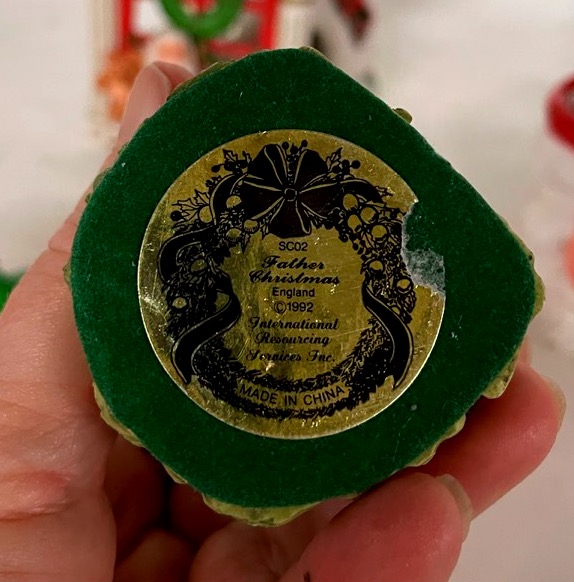 SC02
Father
Christmas
England
©1992
International
Resourcing
Services Inc.
MADE IN CHINA